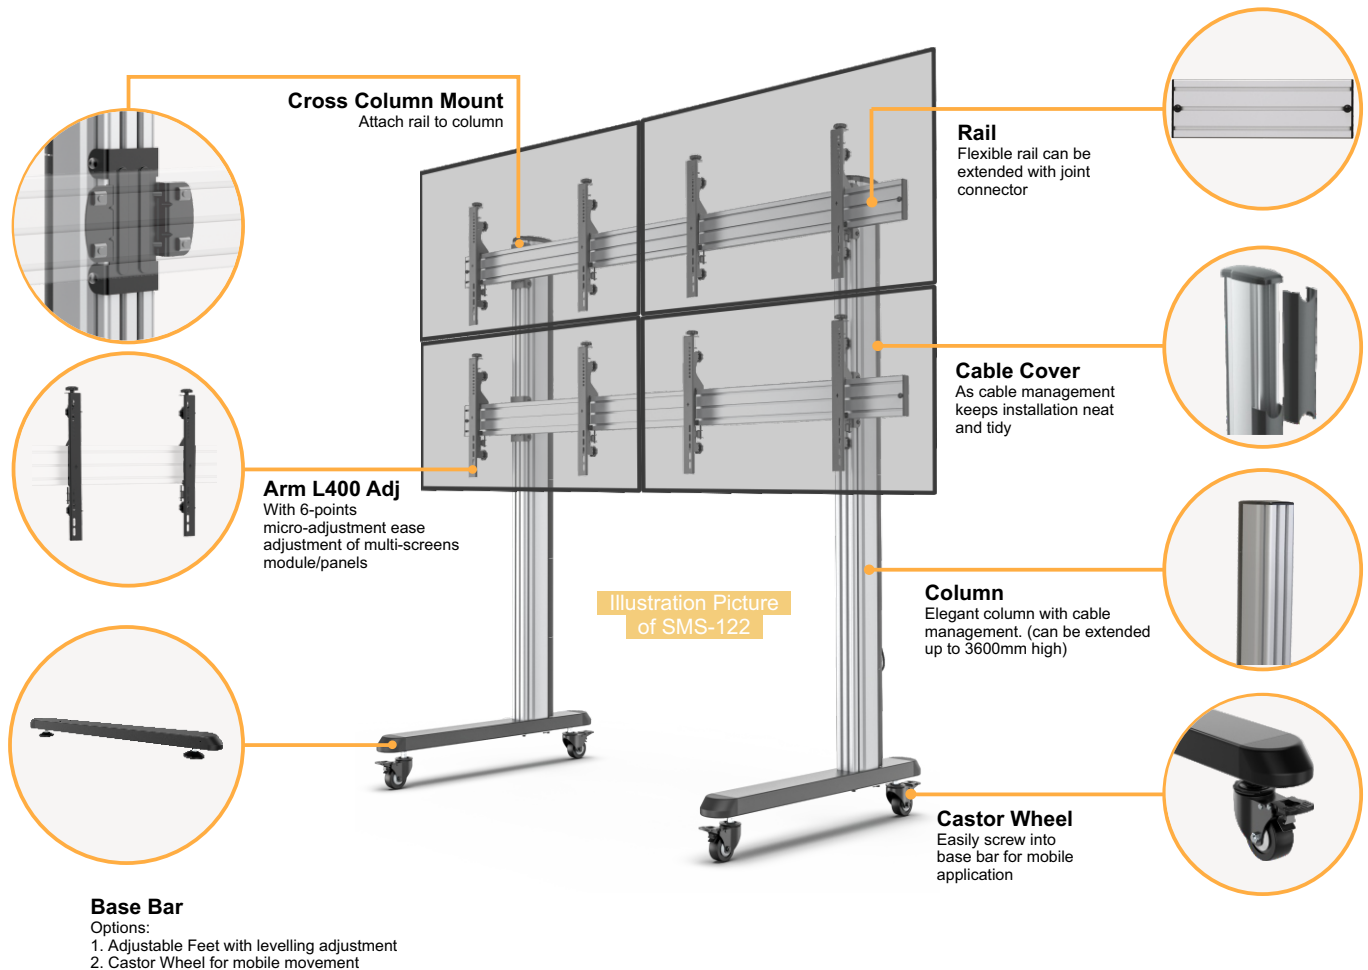 Cross Column Mount
Attach rail to column
Rail
Flexible rail can be
extended with joint
connector
Cable Cover
As cable management
keeps installation neat
and tidy
Arm L400 Adj
With 6-points
micro-adjustment ease
adjustment of multi-screens
module/panels
Illustration Picture
of SMS-122
Column
Elegant column with cable
management. (can be extended
up to 3600mm high)
Castor Wheel
Easily screw into
base bar for mobile
application
Base Bar
Options:
1. Adjustable Feet with levelling adjustment
2. Castor Wheel for mobile movement